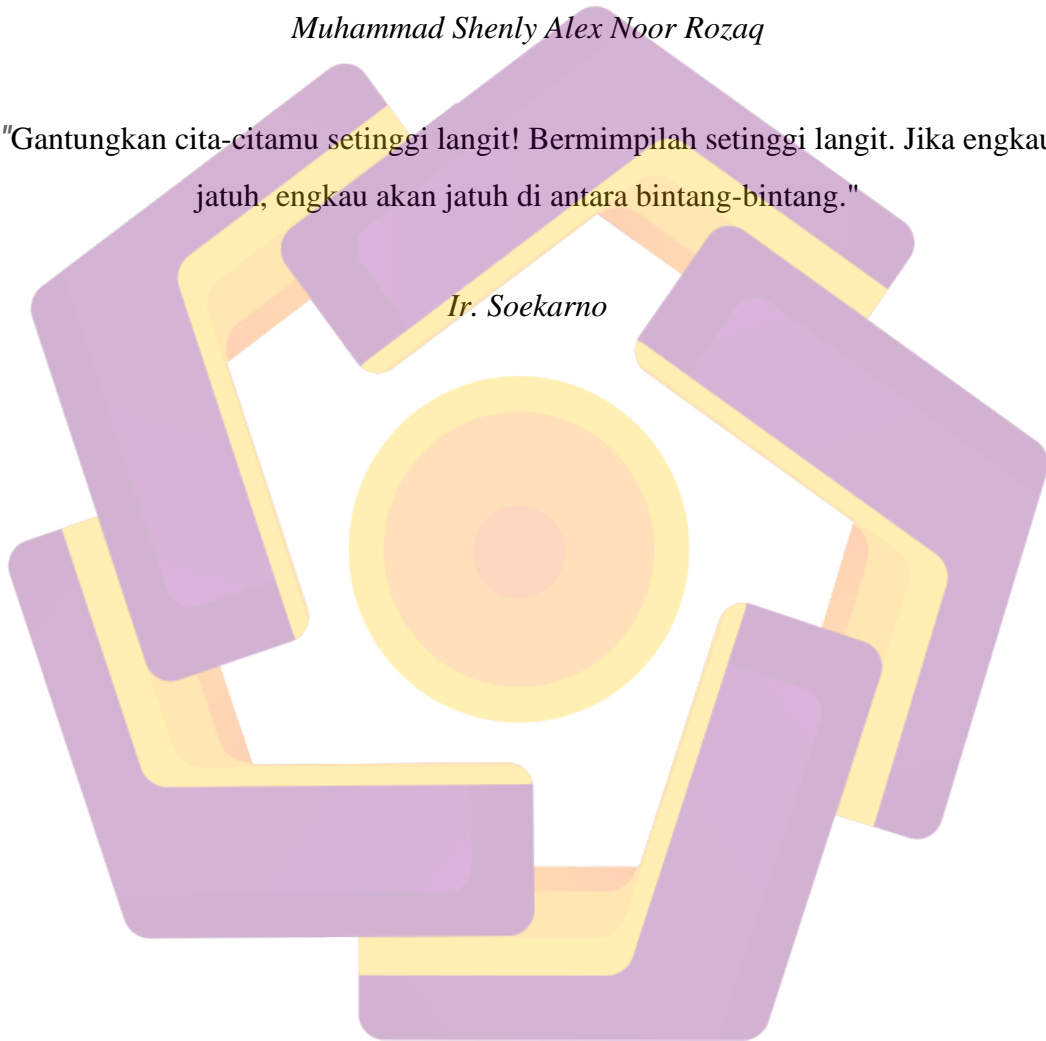 Muhammad Shenly Alex Noor Rozaq
"Gantungkan cita-citamu setinggi langit! Bermimpilah setinggi langit. Jika engkau
jatuh, engkau akan jatuh di antara bintang-bintang."
Ir. Soekarno